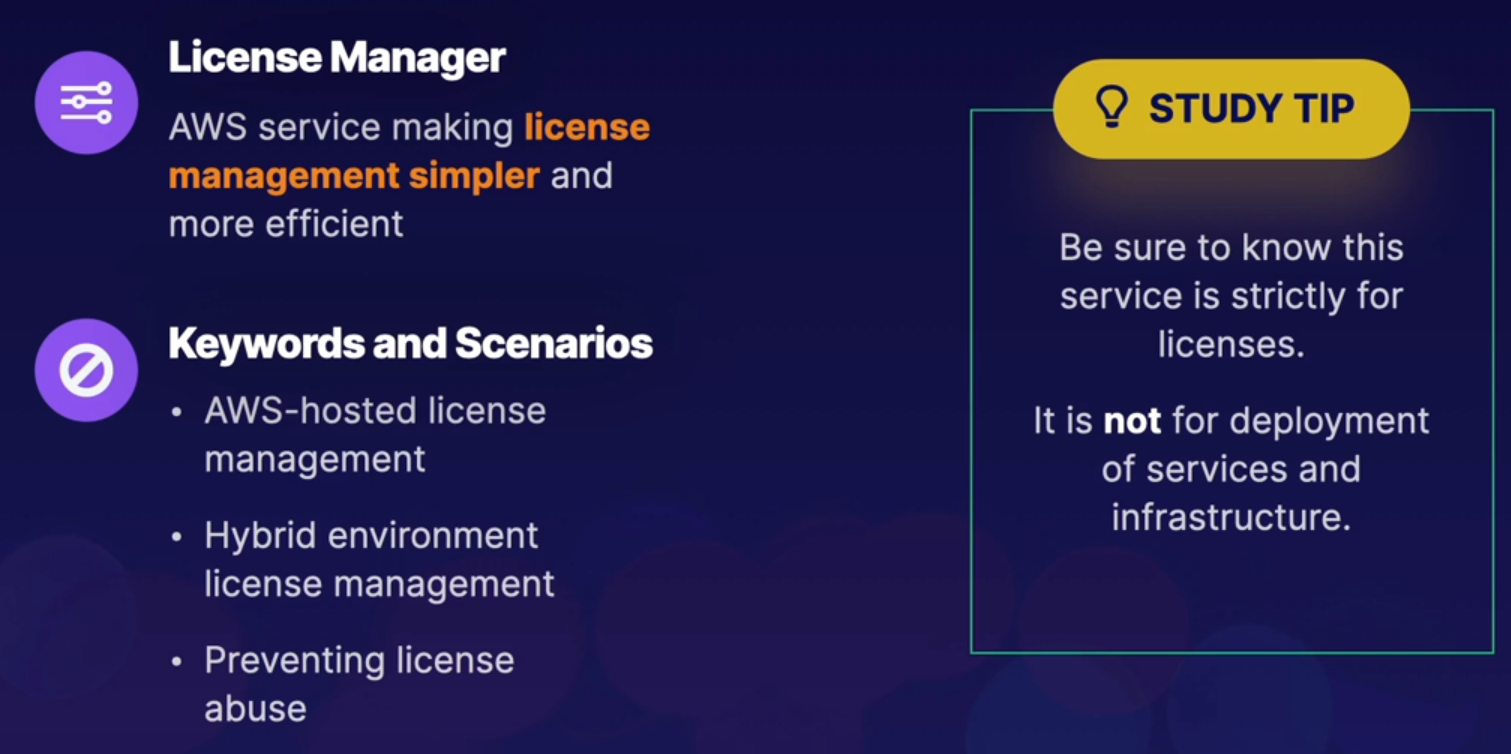 License Manager
AWS service making license
management simpler and
more efficient
Keywords and Scenarios
• AWS-hosted license
management
• Hybrid environment
license management
• Preventing license
abuse
STUDY TIP
Be sure to know this
service is strictly for
licenses.
It is not for deployment
of services and
infrastructure.